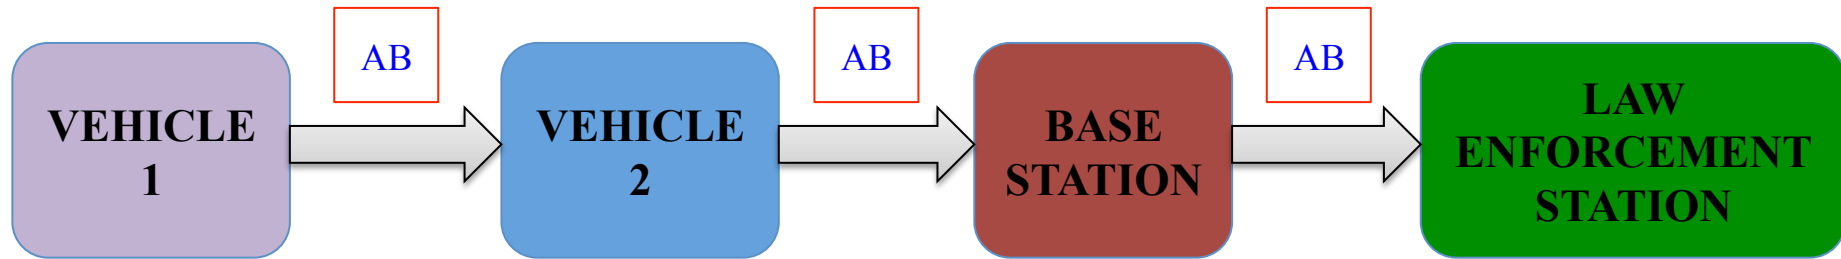 AB
AB
AB
VEHICLE
1
VEHICLE
2
BASE
STATION
LAW
ENFORCEMENT
STATION